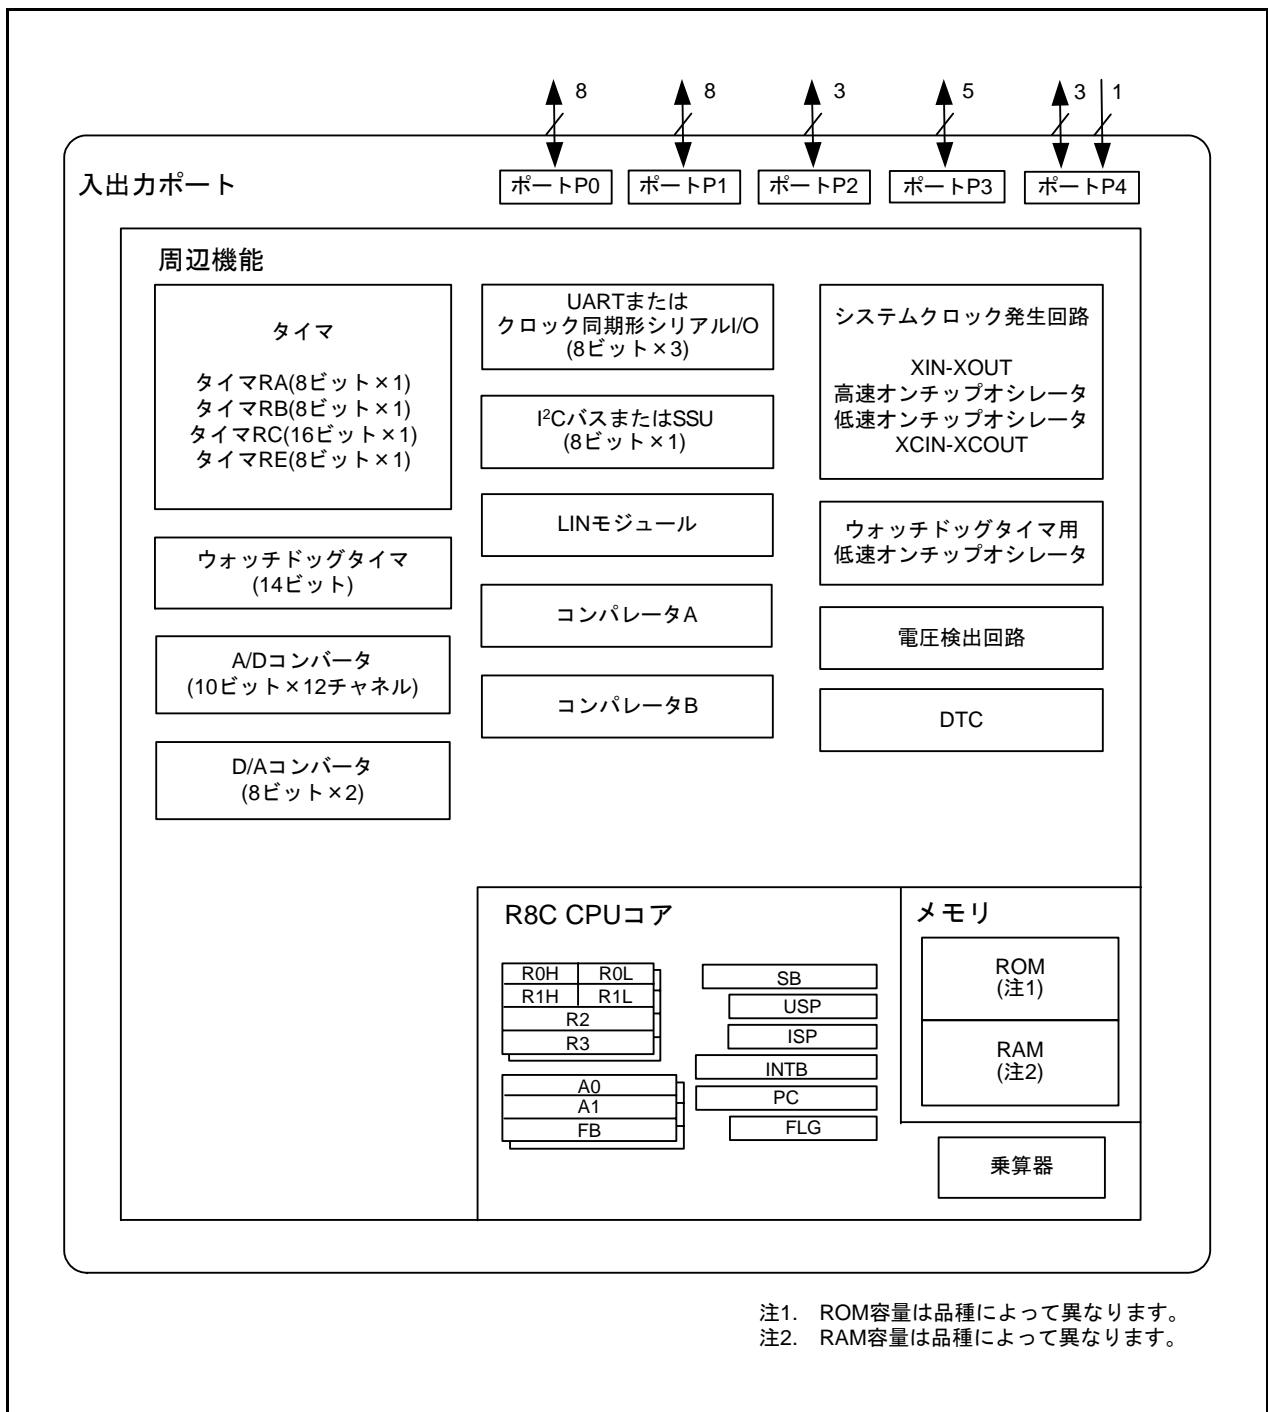 8
8
3
5
3
1
入出力ポート
ポートP0
ポートP1
ポートP2
ポートP3
ポートP4
周辺機能
タイマ
タイマRA(8ビット×1)
タイマRB(8ビット×1)
タイマRC(16ビット×1)
タイマRE(8ビット×1)
ウォッチドッグタイマ
(14ビット)
A/Dコンバータ
(10ビット×12チャネル)
D/Aコンバータ
(8ビット×2)
UARTまたは
クロック同期形シリアルI/O
(8ビット×3)
I²CバスまたはSSU
(8ビット×1)
LINモジュール
コンパレータA
コンパレータB
システムクロック発生回路
XIN-XOUT
高速オンチップオシレータ
低速オンチップオシレータ
XCIN-XCOUT
ウォッチドッグタイマ用
低速オンチップオシレータ
電圧検出回路
DTC
R8C CPUコア
R0H
R0L
R1H
R1L
R2
R3
A0
A1
FB
SB
USP
ISP
INTB
PC
FLG
メモリ
ROM
(注1)
RAM
(注2)
乗算器
注1. ROM容量は品種によって異なります。
注2. RAM容量は品種によって異なります。